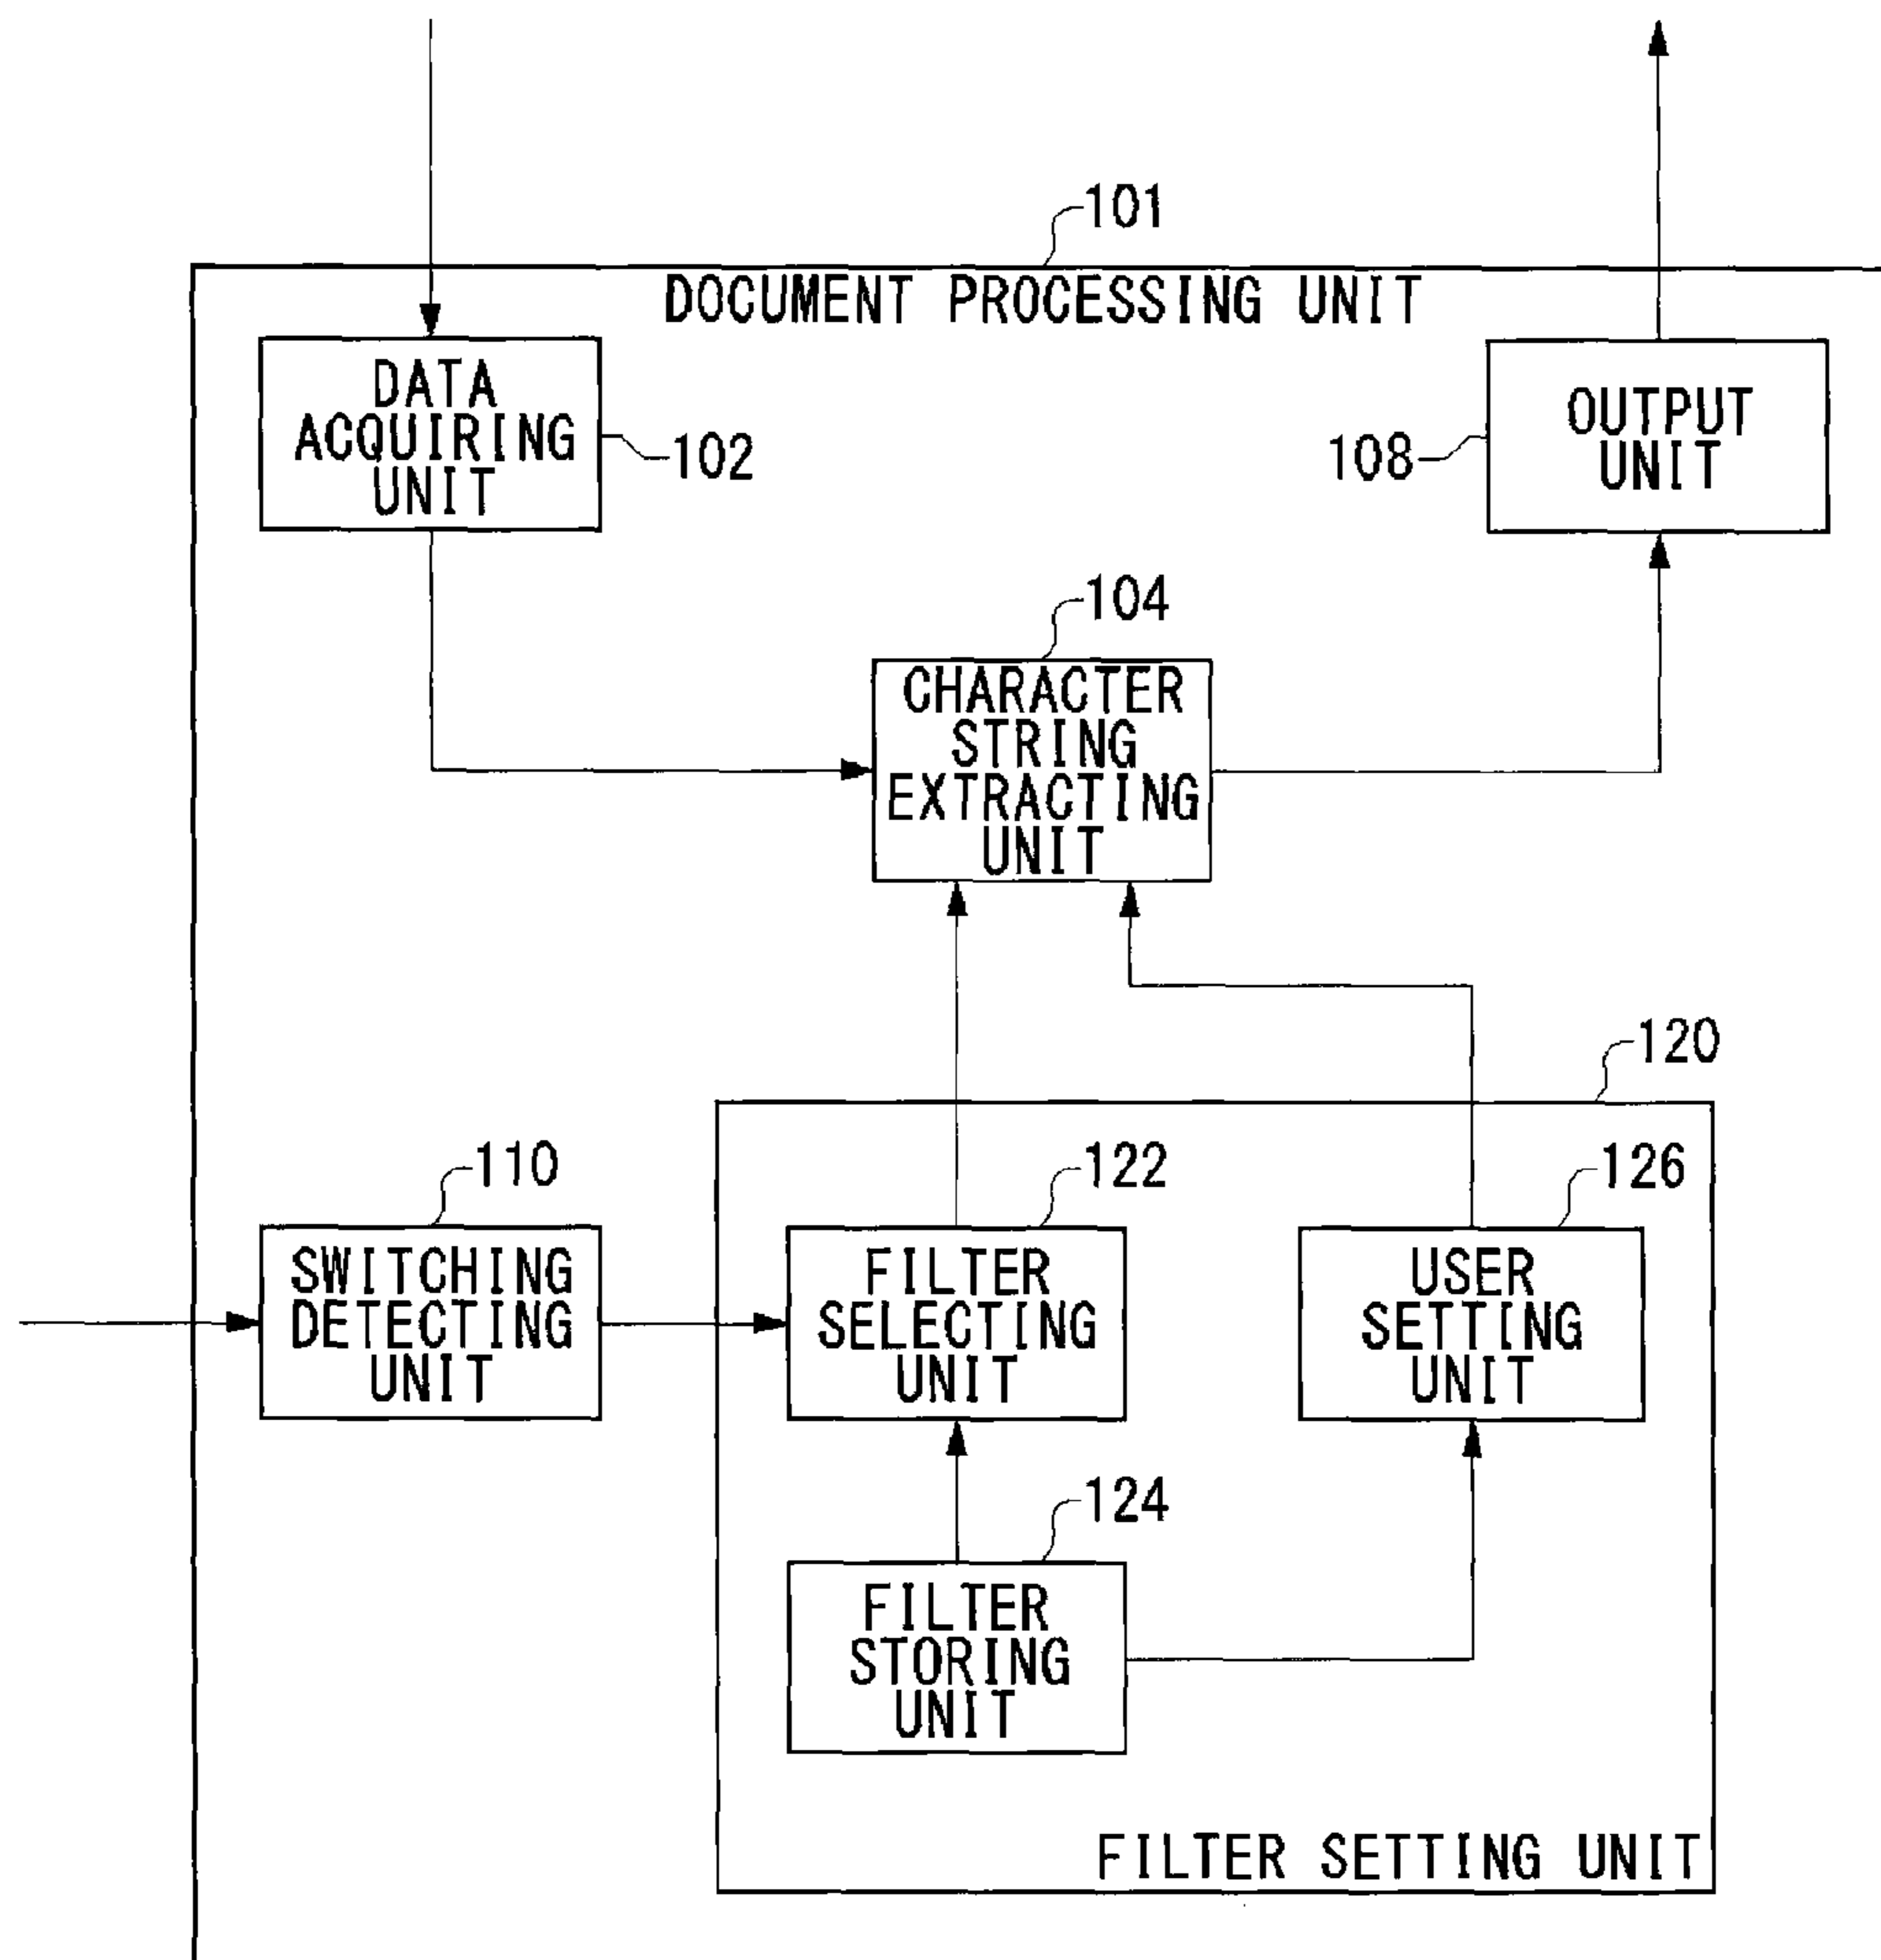 101
DOCUMENT PROCESSING UNIT
DATA
ACQUIRING
UNIT
102
OUTPUT
UNIT
108
104
CHARACTER
STRING
EXTRACTING
UNIT
120
110
SWITCHING
DETECTING
UNIT
122
FILTER
SELECTING
UNIT
126
USER
SETTING
UNIT
124
FILTER
STORING
UNIT
FILTER SETTING UNIT